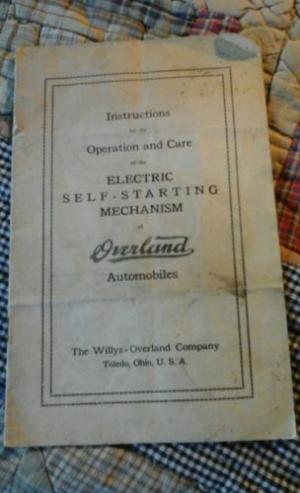 Instructions
for the
Operation and Care
of the
ELECTRIC
SELF-STARTING
MECHANISM
of
Overland
Automobiles
The Willys-Overland Company
Toledo, Ohio, U. S. A.